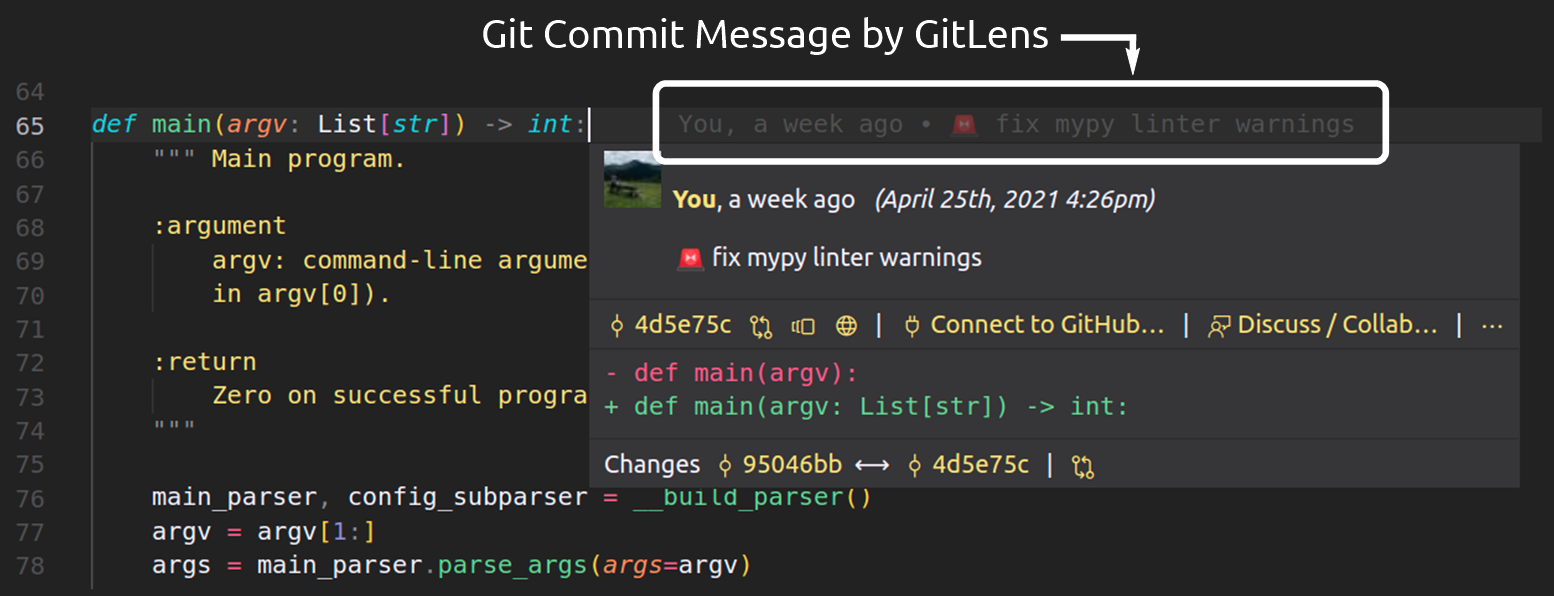 Git Commit Message by GitLens
64
65 def main(argv: List[str]) -> int: You, a week ago • 🚨 fix mypy linter warnings
66 """ Main program.
67
68 :argument
69 argv: command-line argume
70 in argv[0]).
71
72 :return
73 Zero on successful progra
74 """
75
76 main_parser, config_subparser = __build_parser()
77 argv = argv[1:]
78 args = main_parser.parse_args(args=argv)
You, a week ago (April 25th, 2021 4:26pm)
🚨 fix mypy linter warnings
4d5e75c | Connect to GitHub… | Discuss / Collab… | ···
- def main(argv):
+ def main(argv: List[str]) -> int:
Changes 95046bb ⟷ 4d5e75c |